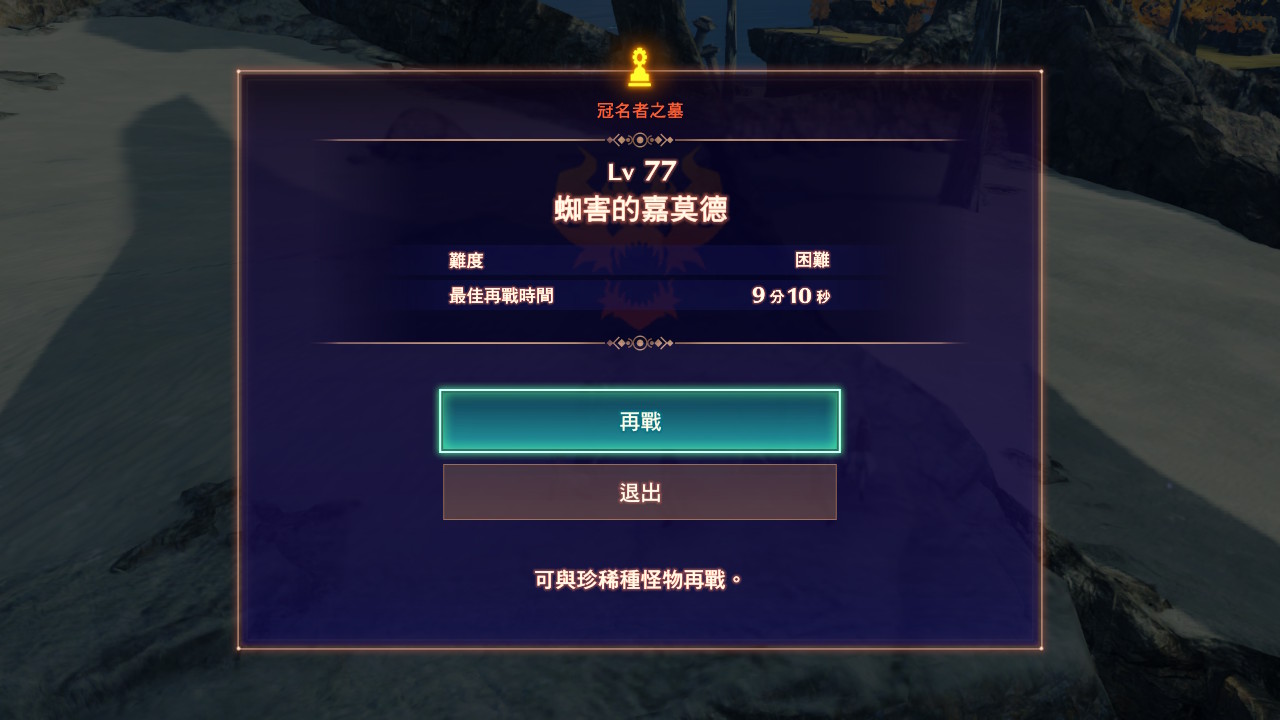 冠名者之墓
Lv 77
蜘害的嘉莫德
難度 困難
最佳再戰時間 9分10秒
再戰
退出
可與珍稀種怪物再戰。